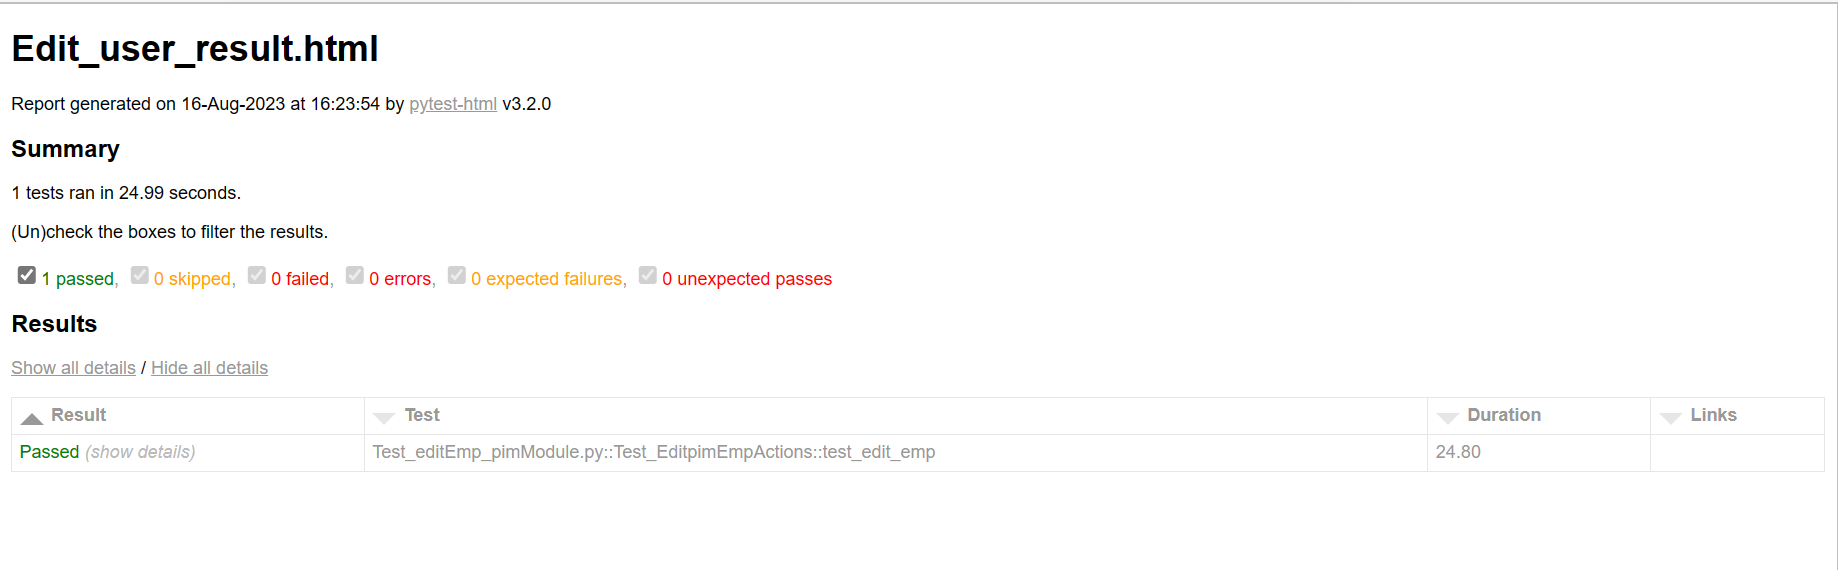 Edit_user_result.html
Report generated on 16-Aug-2023 at 16:23:54 by pytest-html v3.2.0
Summary
1 tests ran in 24.99 seconds.
(Un)check the boxes to filter the results.
1 passed, 0 skipped, 0 failed, 0 errors, 0 expected failures, 0 unexpected passes
Results
Show all details / Hide all details
Result Test Duration Links
Passed (show details) Test_editEmp_pimModule.py::Test_EditpimEmpActions::test_edit_emp 24.80